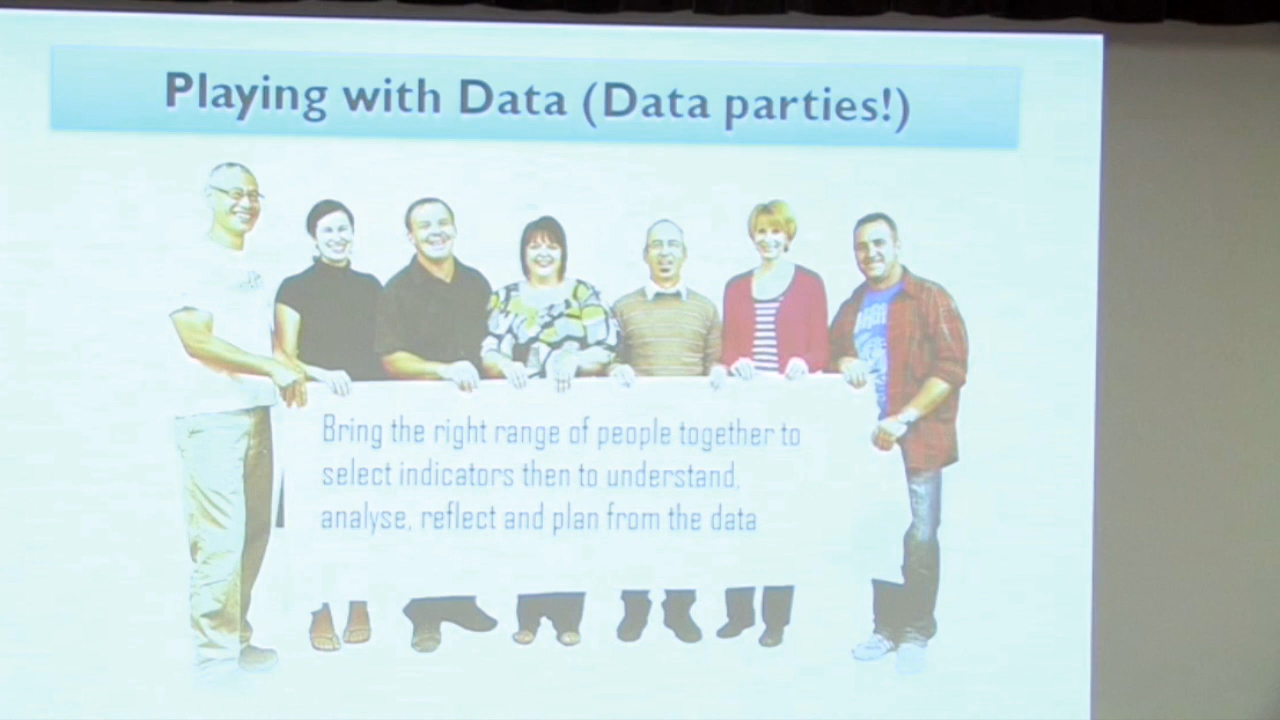 Playing with Data (Data parties!)
Bring the right range of people together to
select indicators then to understand,
analyse, reflect and plan from the data